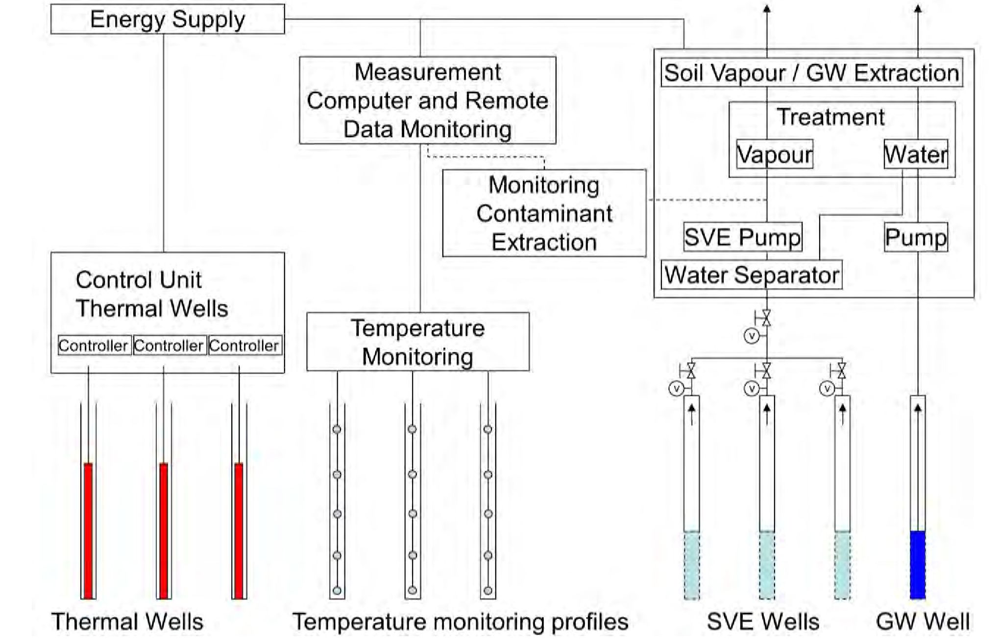 Energy Supply
Measurement
Computer and Remote
Data Monitoring
Soil Vapour / GW Extraction
Treatment
Vapour
Water
Monitoring
Contaminant
Extraction
SVE Pump
Pump
Water Separator
Control Unit
Thermal Wells
Controller
Controller
Controller
Temperature
Monitoring
V
V
V
V
Thermal Wells
Temperature monitoring profiles
SVE Wells
GW Well